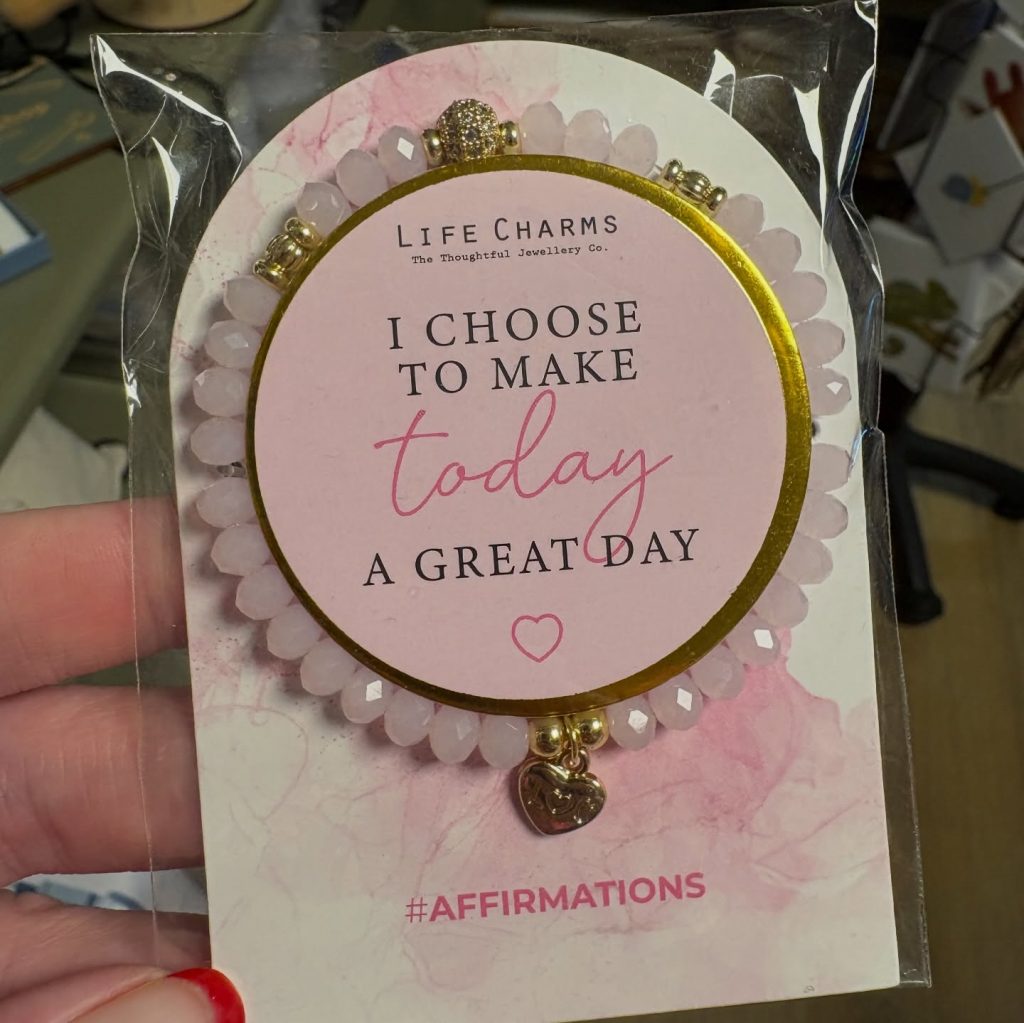 LIFE CHARMS
The Thoughtful Jewellery Co.
I CHOOSE
TO MAKE
today
A GREAT DAY
#AFFIRMATIONS